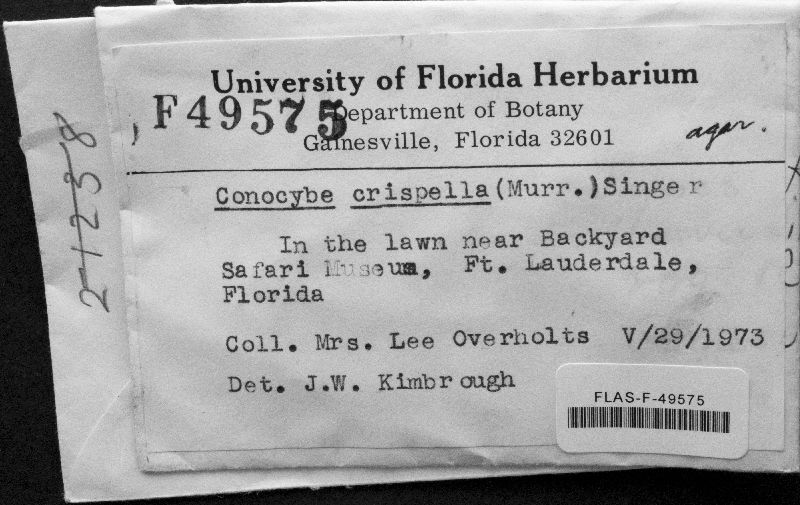 University of Florida Herbarium
F49575
Department of Botany
Gainesville, Florida 32601
agar.
Conocybe crispella (Murr.) Singer
In the lawn near Backyard
Safari Museum, Ft. Lauderdale,
Florida
Coll. Mrs. Lee Overholts V/29/1973
Det. J.W. Kimbrough
FLAS-F-49575